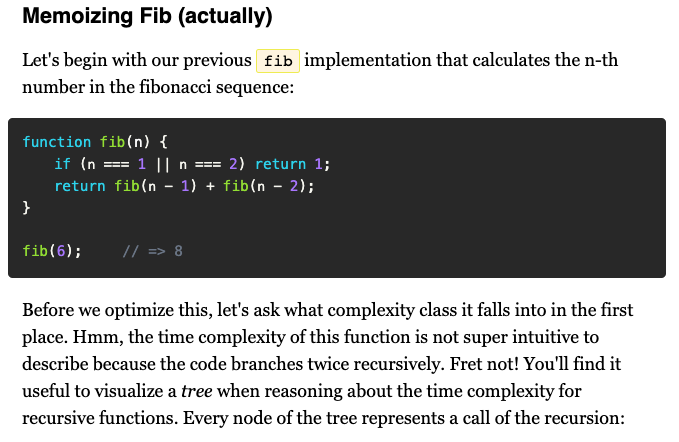 Memoizing Fib (actually)
Let's begin with our previous fib implementation that calculates the n-th
number in the fibonacci sequence:
function fib(n) {
    if (n === 1 || n === 2) return 1;
    return fib(n - 1) + fib(n - 2);
}
fib(6);     // => 8
Before we optimize this, let's ask what complexity class it falls into in the first
place. Hmm, the time complexity of this function is not super intuitive to
describe because the code branches twice recursively. Fret not! You'll find it
useful to visualize a tree when reasoning about the time complexity for
recursive functions. Every node of the tree represents a call of the recursion: